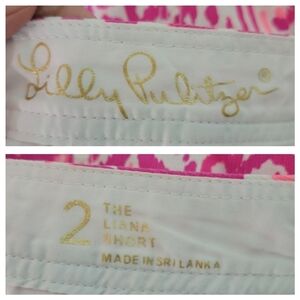 Lilly Pulitzer®
2
THE
LIANA
SHORT
MADE IN SRI LANKA